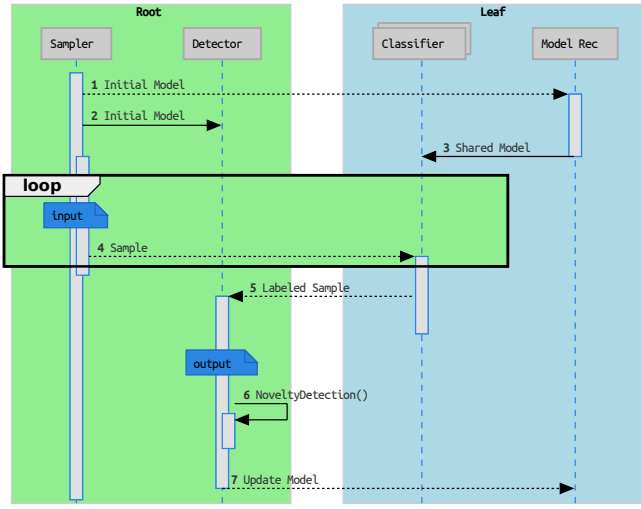 Root
Leaf
Sampler
Detector
Classifier
Model Rec
1 Initial Model
2 Initial Model
3 Shared Model
loop
input
4 Sample
5 Labeled Sample
output
6 NoveltyDetection()
7 Update Model